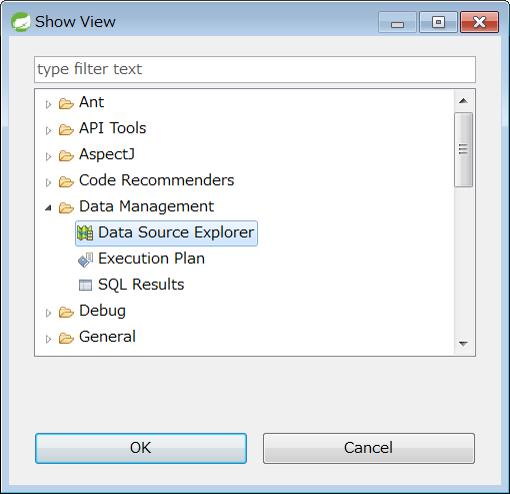 Show View
type filter text
Ant
API Tools
AspectJ
Code Recommenders
Data Management
Data Source Explorer
Execution Plan
SQL Results
Debug
General
OK
Cancel